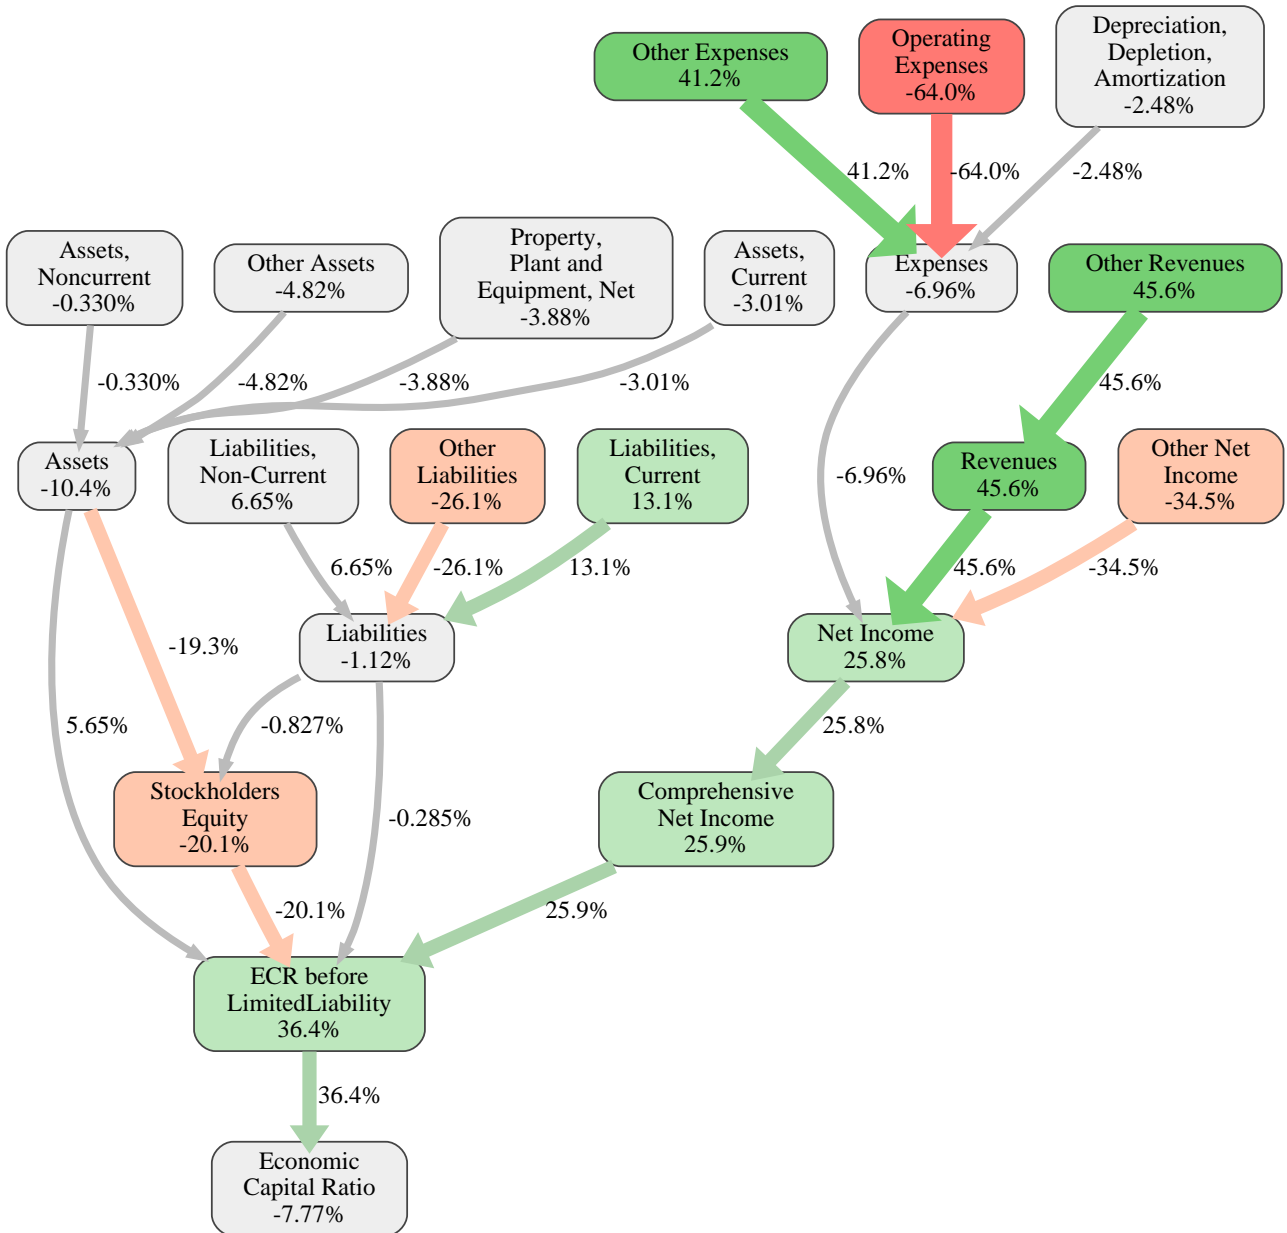 Other Expenses
41.2%
Operating
Expenses
-64.0%
Depreciation,
Depletion,
Amortization
-2.48%
41.2%
-64.0%
-2.48%
Assets,
Noncurrent
-0.330%
Other Assets
-4.82%
Property,
Plant and
Equipment, Net
-3.88%
Assets,
Current
-3.01%
Expenses
-6.96%
Other Revenues
45.6%
-0.330%
-4.82%
-3.88%
-3.01%
45.6%
Assets
-10.4%
Liabilities,
Non-Current
6.65%
Other
Liabilities
-26.1%
Liabilities,
Current
13.1%
-6.96%
Revenues
45.6%
Other Net
Income
-34.5%
6.65%
-26.1%
13.1%
45.6%
-34.5%
-19.3%
Liabilities
-1.12%
Net Income
25.8%
5.65%
-0.827%
25.8%
Stockholders
Equity
-20.1%
-0.285%
Comprehensive
Net Income
25.9%
-20.1%
25.9%
ECR before
LimitedLiability
36.4%
36.4%
Economic
Capital Ratio
-7.77%